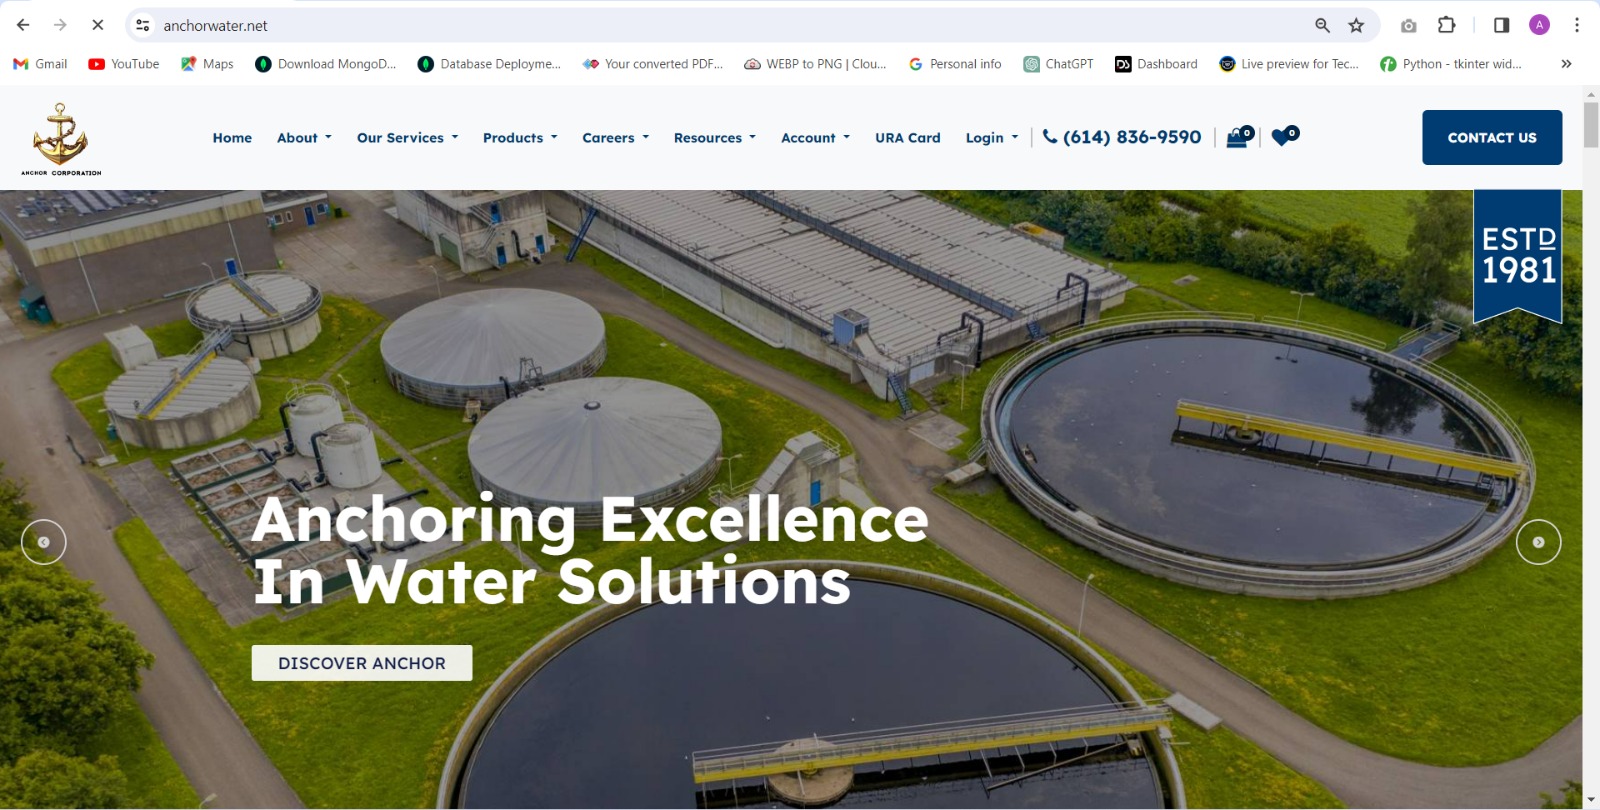 anchorwater.net
A
Gmail
YouTube
Maps
Download MongoD...
Database Deployme...
Your converted PDF...
WEBP to PNG | Clou...
Personal info
ChatGPT
Dashboard
Live preview for Tec...
Python - tkinter wid...
ANCHOR CORPORATION
Home
About
Our Services
Products
Careers
Resources
Account
URA Card
Login
(614) 836-9590
0
0
CONTACT US
ESTD
1981
Anchoring Excellence
In Water Solutions
DISCOVER ANCHOR